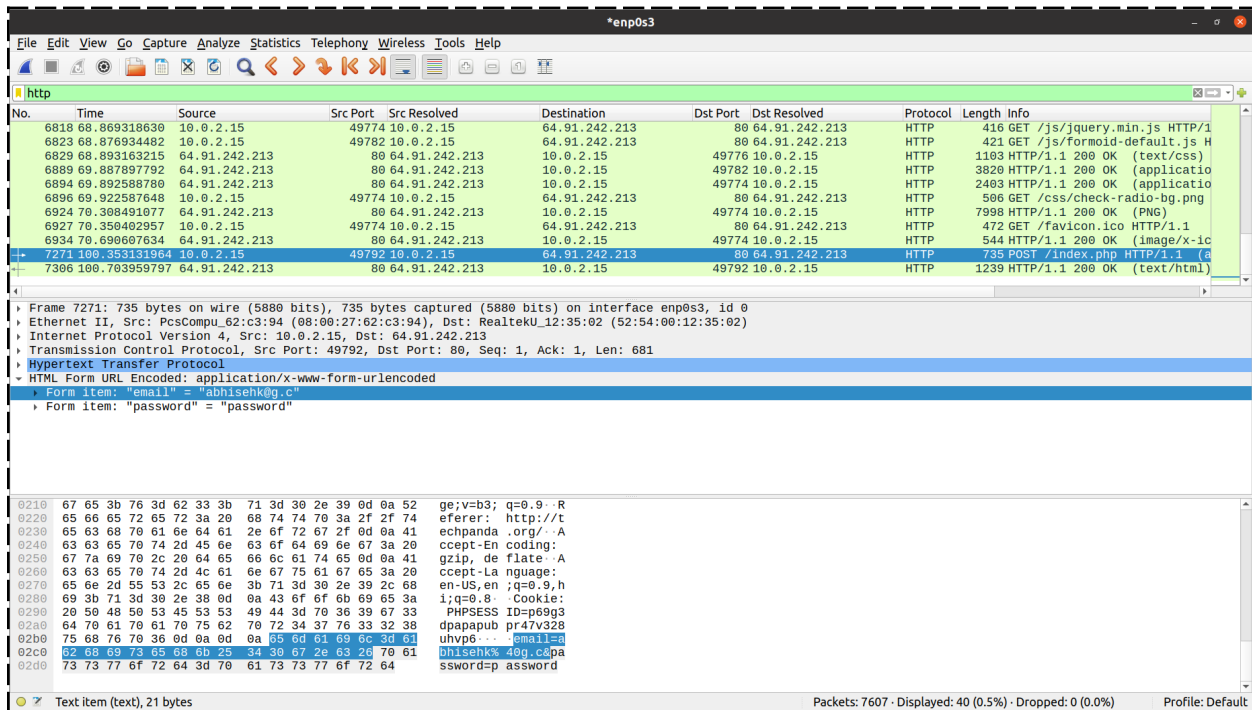 *enp0s3
File Edit View Go Capture Analyze Statistics Telephony Wireless Tools Help
http
No. Time Source Src Port Src Resolved Destination Dst Port Dst Resolved Protocol Length Info
6818 68.869318630 10.0.2.15 49774 10.0.2.15 64.91.242.213 80 64.91.242.213 HTTP 416 GET /js/jquery.min.js HTTP/1
6823 68.876934482 10.0.2.15 49782 10.0.2.15 64.91.242.213 80 64.91.242.213 HTTP 421 GET /js/formoid-default.js H
6829 68.893163215 64.91.242.213 80 64.91.242.213 10.0.2.15 49776 10.0.2.15 HTTP 1103 HTTP/1.1 200 OK (text/css)
6889 69.887897792 64.91.242.213 80 64.91.242.213 10.0.2.15 49782 10.0.2.15 HTTP 3820 HTTP/1.1 200 OK (applicatio
6894 69.892588780 64.91.242.213 80 64.91.242.213 10.0.2.15 49774 10.0.2.15 HTTP 2403 HTTP/1.1 200 OK (applicatio
6896 69.922587648 10.0.2.15 49774 10.0.2.15 64.91.242.213 80 64.91.242.213 HTTP 506 GET /css/check-radio-bg.png
6924 70.308491077 64.91.242.213 80 64.91.242.213 10.0.2.15 49774 10.0.2.15 HTTP 7998 HTTP/1.1 200 OK (PNG)
6927 70.350402957 10.0.2.15 49774 10.0.2.15 64.91.242.213 80 64.91.242.213 HTTP 472 GET /favicon.ico HTTP/1.1
6934 70.690607634 64.91.242.213 80 64.91.242.213 10.0.2.15 49774 10.0.2.15 HTTP 544 HTTP/1.1 200 OK (image/x-ic
7271 100.353131964 10.0.2.15 49792 10.0.2.15 64.91.242.213 80 64.91.242.213 HTTP 735 POST /index.php HTTP/1.1 (a
7306 100.703959797 64.91.242.213 80 64.91.242.213 10.0.2.15 49792 10.0.2.15 HTTP 1239 HTTP/1.1 200 OK (text/html)
Frame 7271: 735 bytes on wire (5880 bits), 735 bytes captured (5880 bits) on interface enp0s3, id 0
Ethernet II, Src: PcsCompu_62:c3:94 (08:00:27:62:c3:94), Dst: RealtekU_12:35:02 (52:54:00:12:35:02)
Internet Protocol Version 4, Src: 10.0.2.15, Dst: 64.91.242.213
Transmission Control Protocol, Src Port: 49792, Dst Port: 80, Seq: 1, Ack: 1, Len: 681
Hypertext Transfer Protocol
HTML Form URL Encoded: application/x-www-form-urlencoded
Form item: "email" = "abhisehk@g.c"
Form item: "password" = "password"
0210 67 65 3b 76 3d 62 33 3b 71 3d 30 2e 39 0d 0a 52 ge;v=b3; q=0.9··R
0220 65 66 65 72 65 72 3a 20 68 74 74 70 3a 2f 2f 74 eferer: http://t
0230 65 63 68 70 61 6e 64 61 2e 6f 72 67 2f 0d 0a 41 echpanda .org/··A
0240 63 63 65 70 74 2d 45 6e 63 6f 64 69 6e 67 3a 20 ccept-En coding:
0250 67 7a 69 70 2c 20 64 65 66 6c 61 74 65 0d 0a 41 gzip, de flate··A
0260 63 63 65 70 74 2d 4c 61 6e 67 75 61 67 65 3a 20 ccept-La nguage:
0270 65 6e 2d 55 53 2c 65 6e 3b 71 3d 30 2e 39 2c 68 en-US,en ;q=0.9,h
0280 69 3b 71 3d 30 2e 38 0d 0a 43 6f 6f 6b 69 65 3a i;q=0.8· ·Cookie:
0290 20 50 48 50 53 45 53 53 49 44 3d 70 36 39 67 33 PHPSESS ID=p69g3
02a0 64 70 61 70 61 70 75 62 70 72 34 37 76 33 32 38 dpapapub pr47v328
02b0 75 68 76 70 36 0d 0a 0d 0a 65 6d 61 69 6c 3d 61 uhvp6··· ·email=a
02c0 62 68 69 73 65 68 6b 25 34 30 67 2e 63 26 70 61 bhisehk% 40g.c&pa
02d0 73 73 77 6f 72 64 3d 70 61 73 73 77 6f 72 64 ssword=p assword
Text item (text), 21 bytes Packets: 7607 · Displayed: 40 (0.5%) · Dropped: 0 (0.0%) Profile: Default